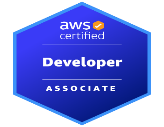 aws
certified
Developer
ASSOCIATE